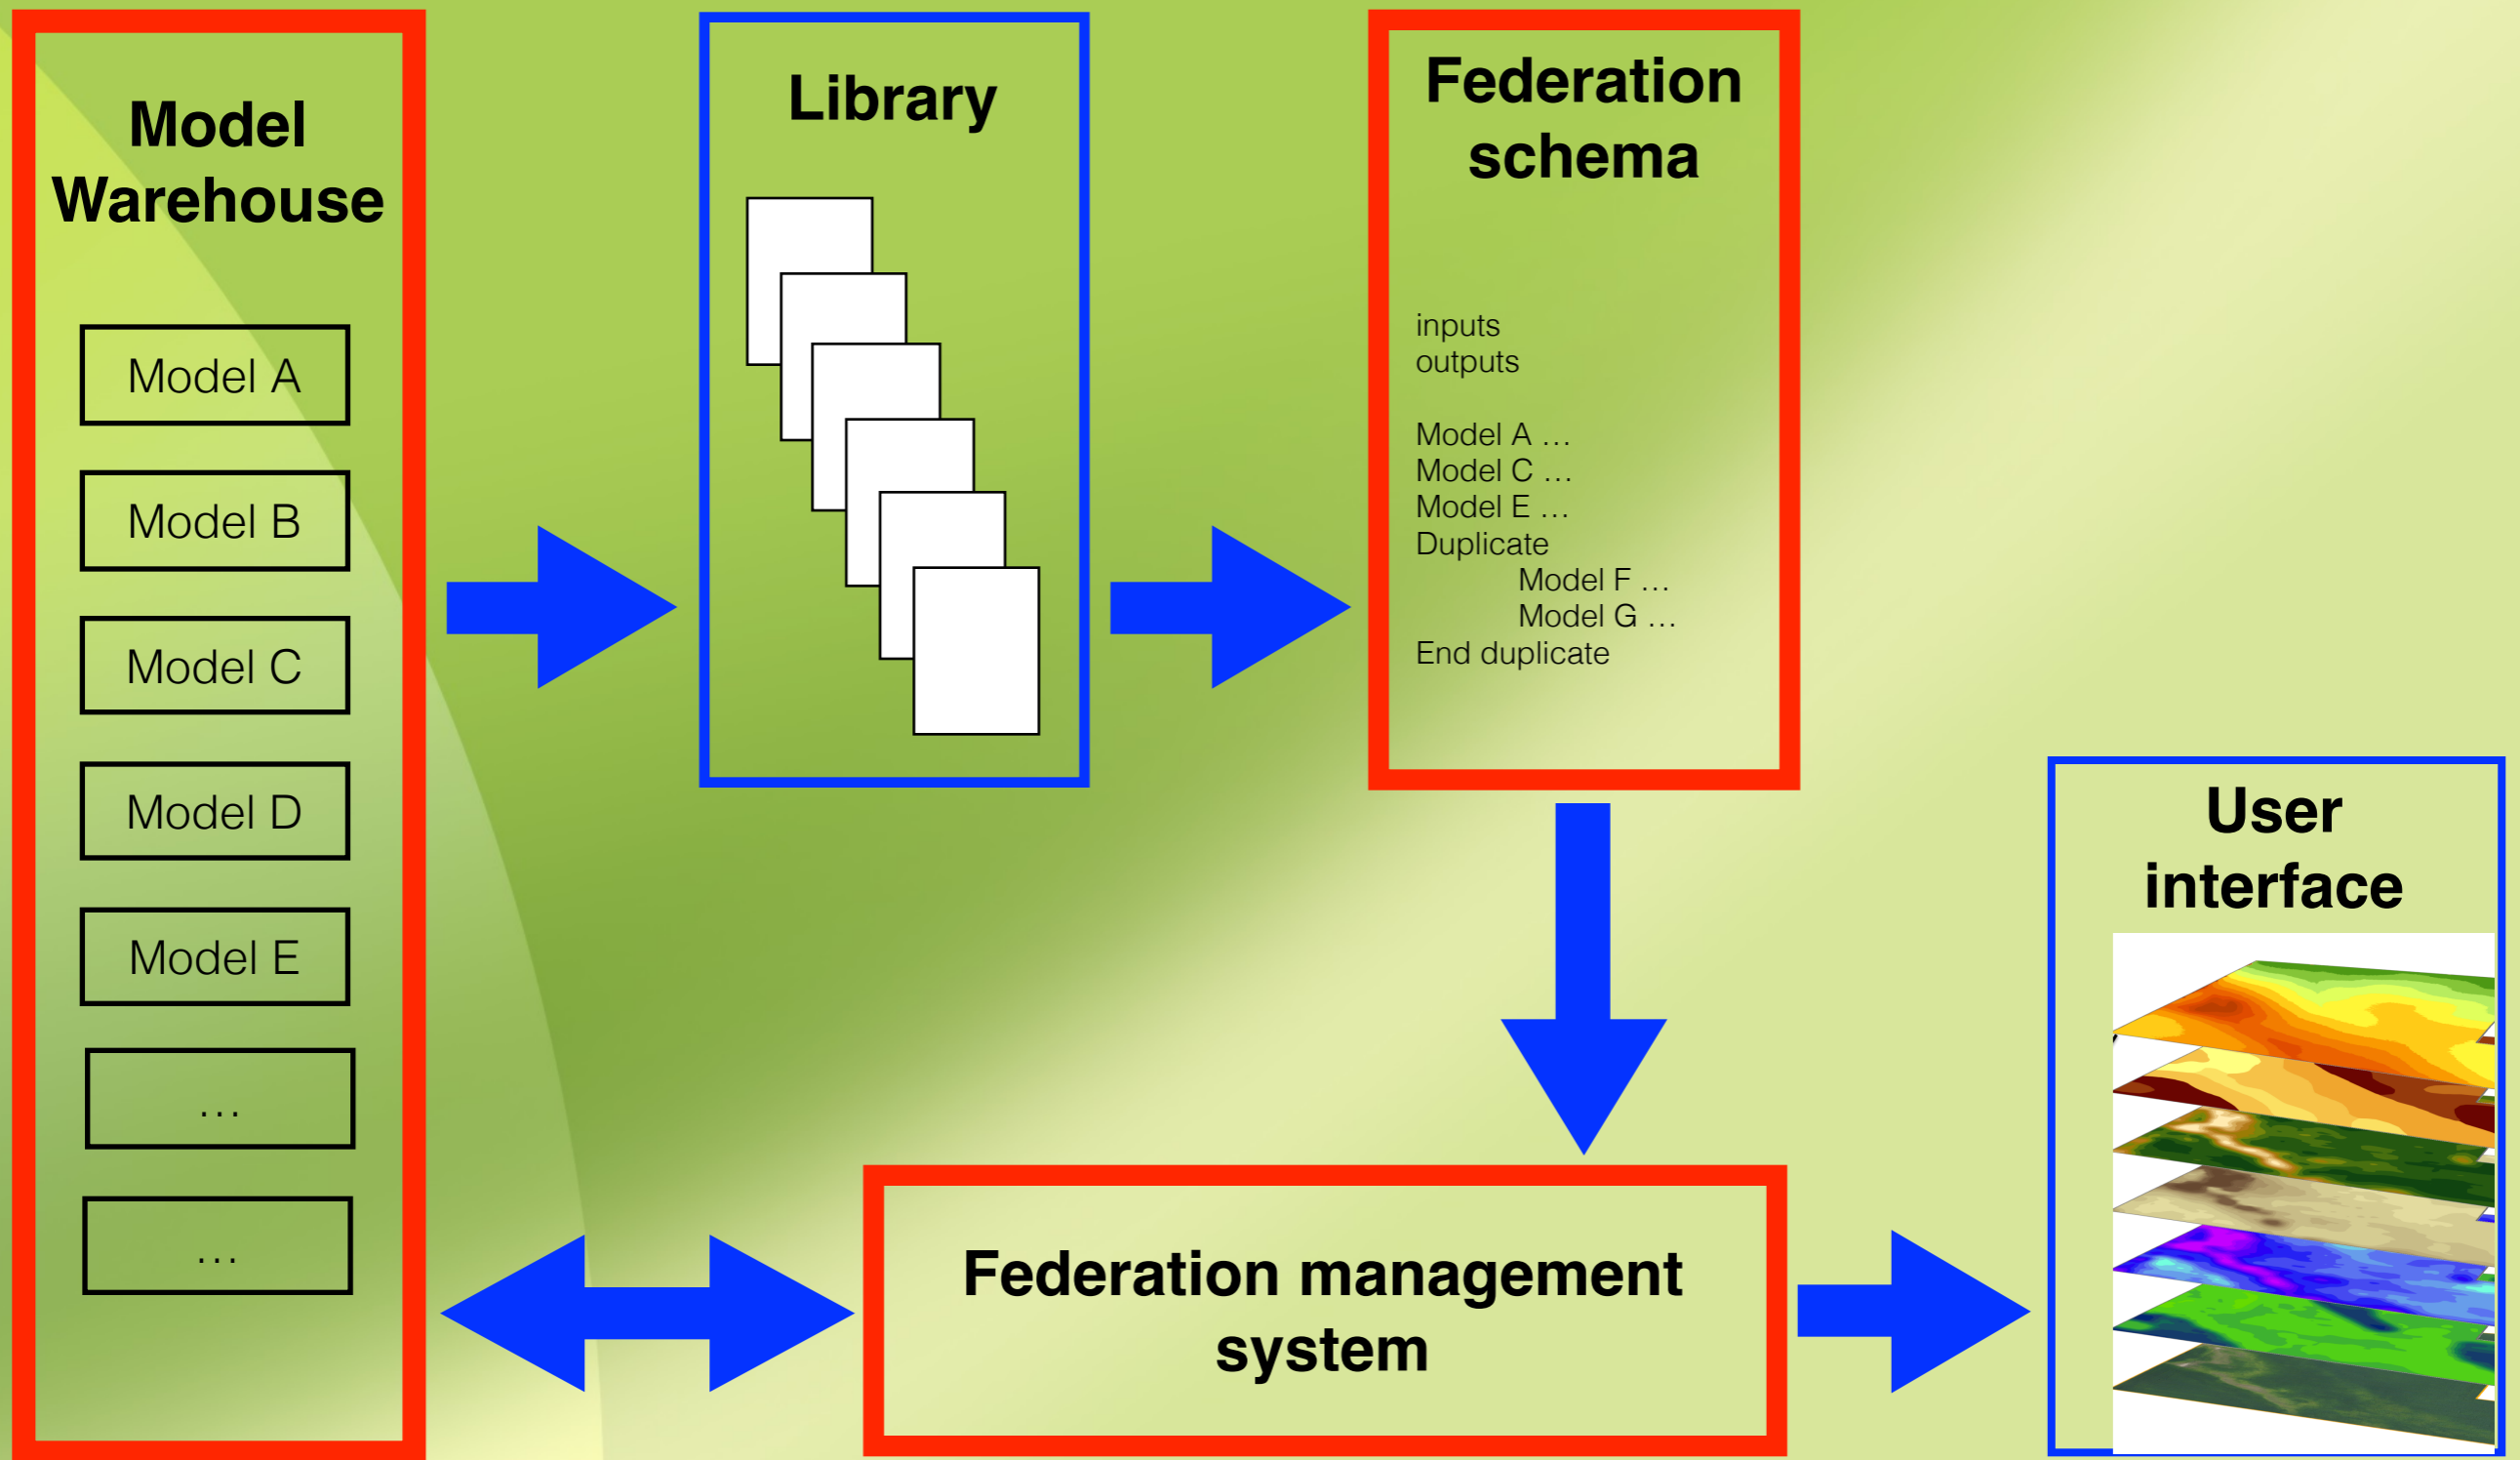 Model
Warehouse
Model A
Model B
Model C
Model D
Model E
…
…
Library
Federation
schema
inputs
outputs
Model A …
Model C …
Model E …
Duplicate
Model F …
Model G …
End duplicate
Federation management
system
User
interface